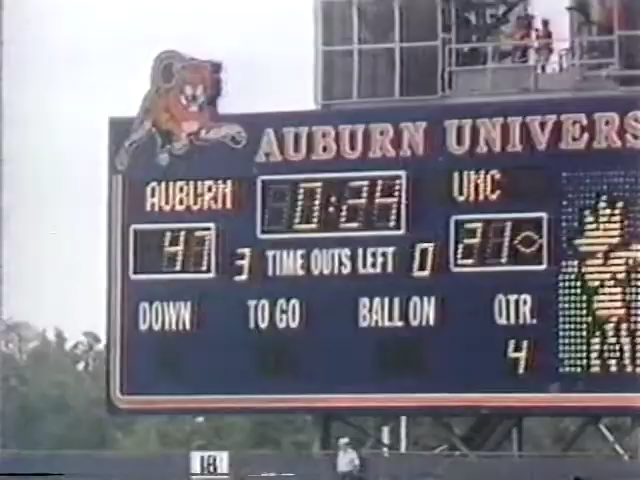 AUBURN UNIVERS
AUBURN 0:24 UNC
47 3 TIME OUTS LEFT 0 21
DOWN TO GO BALL ON QTR.
4
18